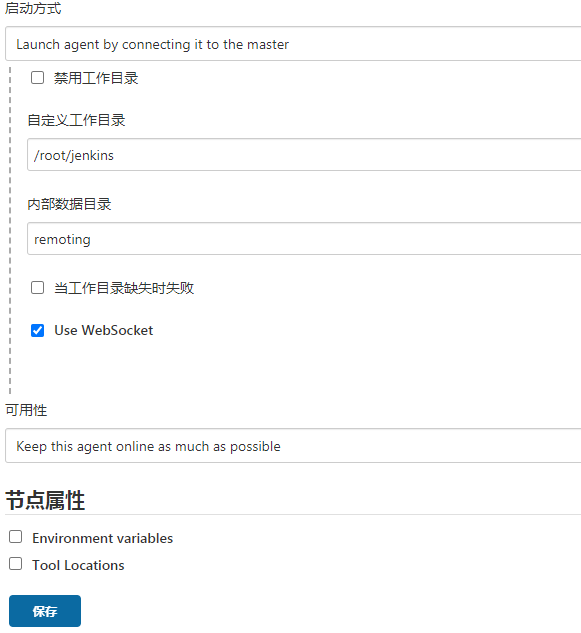 启动方式
Launch agent by connecting it to the master
禁用工作目录
自定义工作目录
/root/jenkins
内部数据目录
remoting
当工作目录缺失时失败
Use WebSocket
可用性
Keep this agent online as much as possible
节点属性
Environment variables
Tool Locations
保存